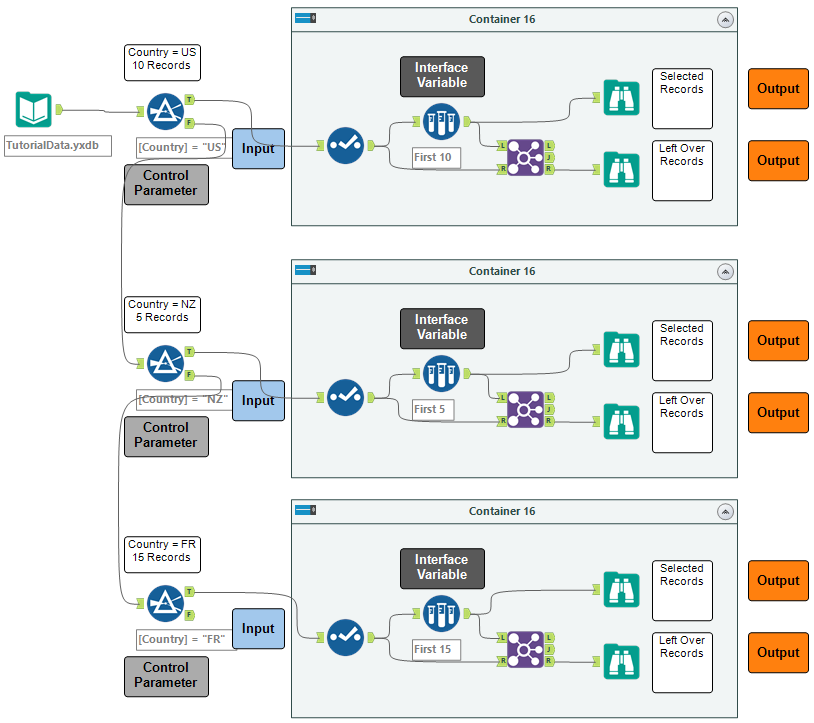 Container 16
Country = US
10 Records
Interface
Variable
Selected
Records
Output
T
F
TutorialData.yxdb
[Country] = "US"
Input
First 10
L
R
L
J
R
Left Over
Records
Output
Control
Parameter
Container 16
Country = NZ
5 Records
Interface
Variable
Selected
Records
Output
T
F
[Country] = "NZ"
Input
First 5
L
R
L
J
R
Left Over
Records
Output
Control
Parameter
Container 16
Country = FR
15 Records
Interface
Variable
Selected
Records
Output
T
F
[Country] = "FR"
Input
First 15
L
R
L
J
R
Left Over
Records
Output
Control
Parameter